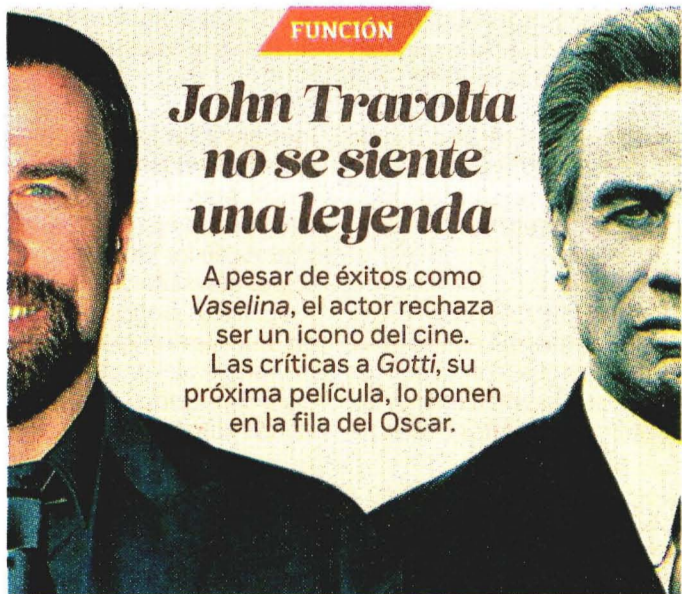 FUNCIÓN
John Travolta
no se siente
una leyenda
A pesar de éxitos como
Vaselina, el actor rechaza
ser un icono del cine.
Las críticas a Gotti, su
próxima película, lo ponen
en la fila del Oscar.